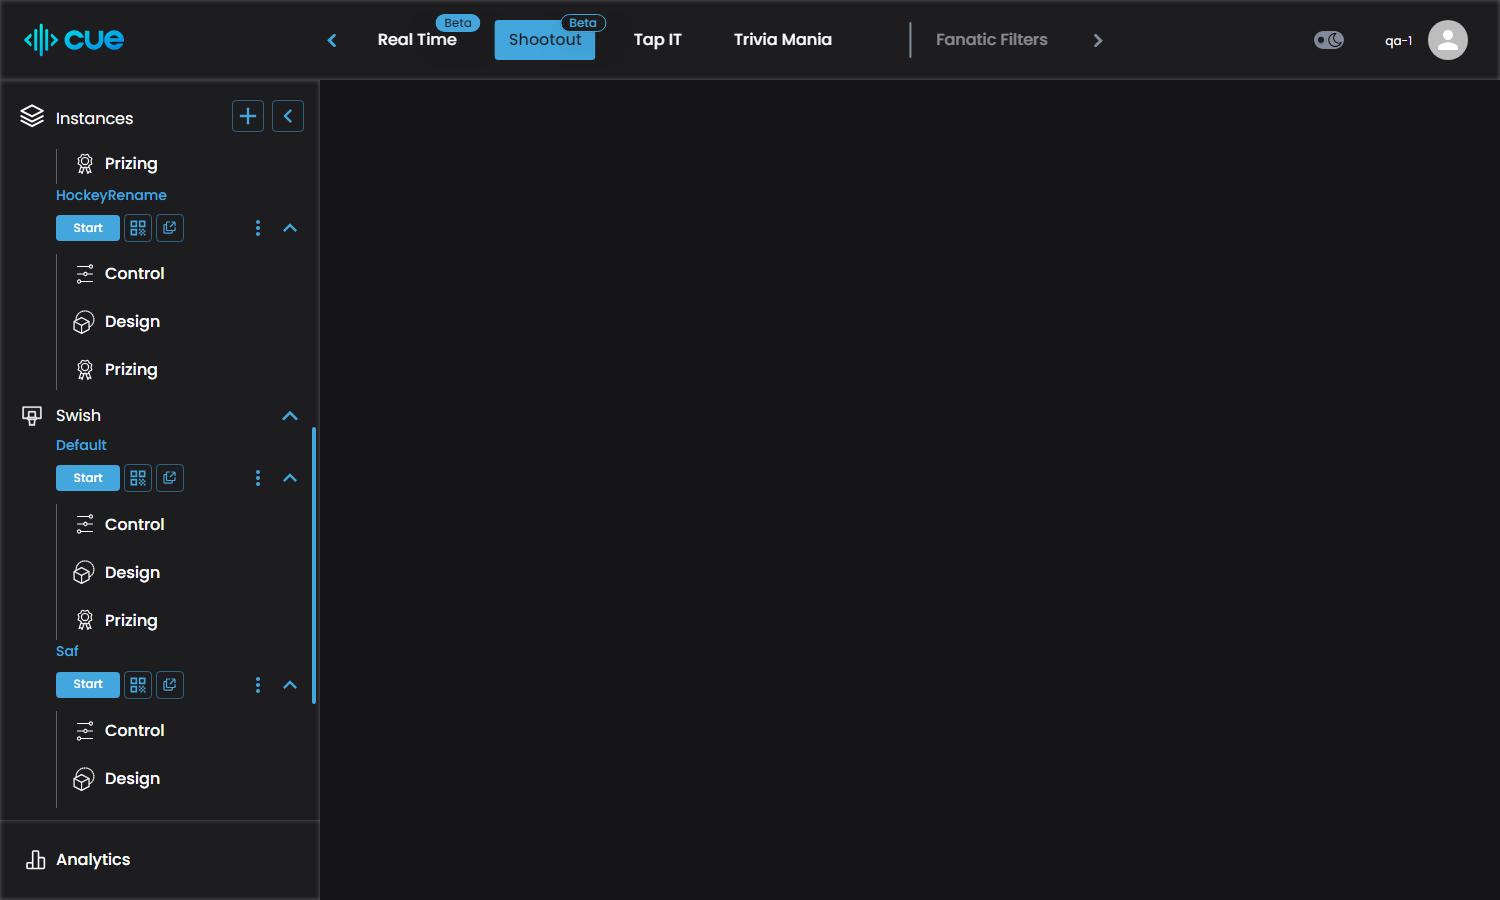 cue
Real Time
Beta
Shootout
Beta
Tap IT
Trivia Mania
Fanatic Filters
qa-1
Instances
Prizing
HockeyRename
Start
Control
Design
Prizing
Swish
Default
Start
Control
Design
Prizing
Saf
Start
Control
Design
Analytics